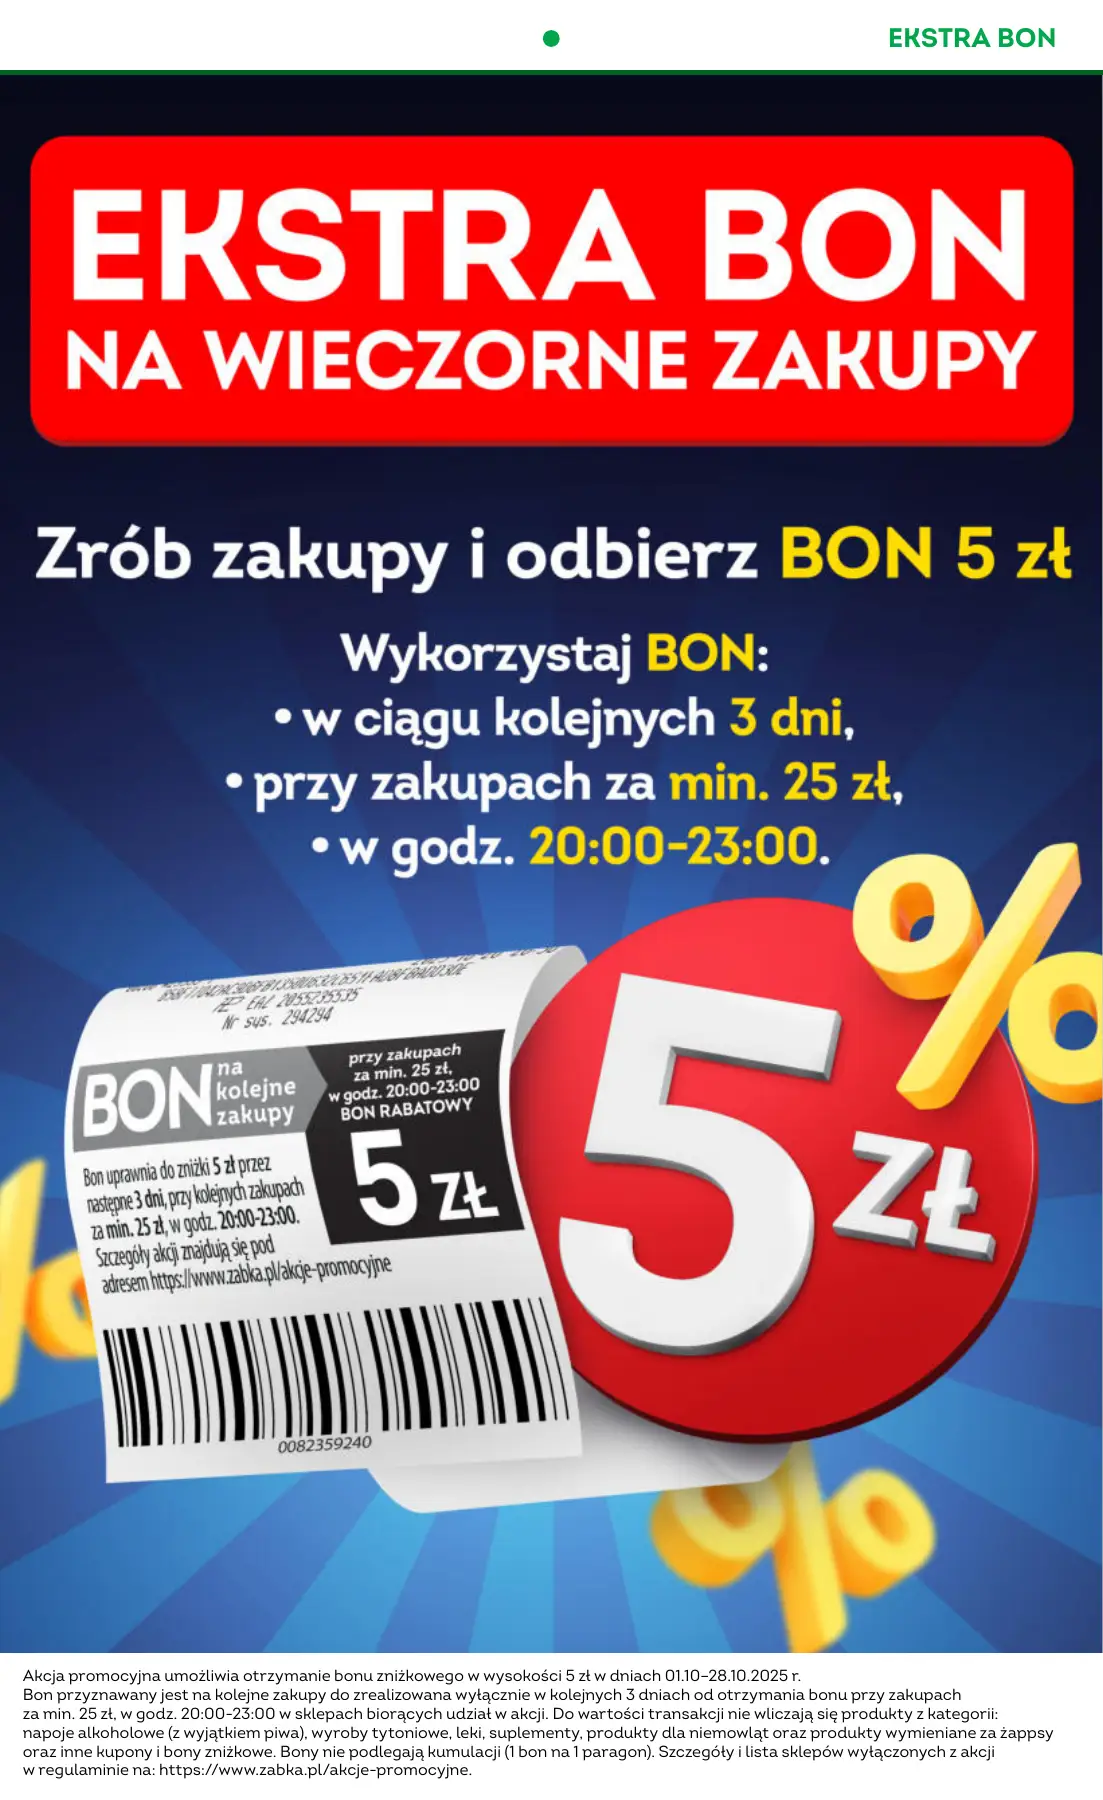 EKSTRA BON
EKSTRA BON
NA WIECZORNE ZAKUPY
Zrób zakupy i odbierz BON 5 zł
Wykorzystaj BON:
• w ciągu kolejnych 3 dni,
• przy zakupach za min. 25 zł,
• w godz. 20:00-23:00.
EAZ 2055235535
Nr sys. 294294
BON na
kolejne
zakupy
przy zakupach
za min. 25 zł,
w godz. 20:00-23:00
BON RABATOWY
5 ZŁ
Bon uprawnia do zniżki 5 zł przez
następne 3 dni, przy kolejnych zakupach
za min. 25 zł, w godz. 20:00-23:00.
Szczegóły akcji znajdują się pod
adresem https://www.zabka.pl/akcje-promocyjne
0082359240
5 ZŁ
%
%
%
Akcja promocyjna umożliwia otrzymanie bonu zniżkowego w wysokości 5 zł w dniach 01.10–28.10.2025 r.
Bon przyznawany jest na kolejne zakupy do zrealizowana wyłącznie w kolejnych 3 dniach od otrzymania bonu przy zakupach
za min. 25 zł, w godz. 20:00-23:00 w sklepach biorących udział w akcji. Do wartości transakcji nie wliczają się produkty z kategorii:
napoje alkoholowe (z wyjątkiem piwa), wyroby tytoniowe, leki, suplementy, produkty dla niemowląt oraz produkty wymieniane za żappsy
oraz inne kupony i bony zniżkowe. Bony nie podlegają kumulacji (1 bon na 1 paragon). Szczegóły i lista sklepów wyłączonych z akcji
w regulaminie na: https://www.zabka.pl/akcje-promocyjne.